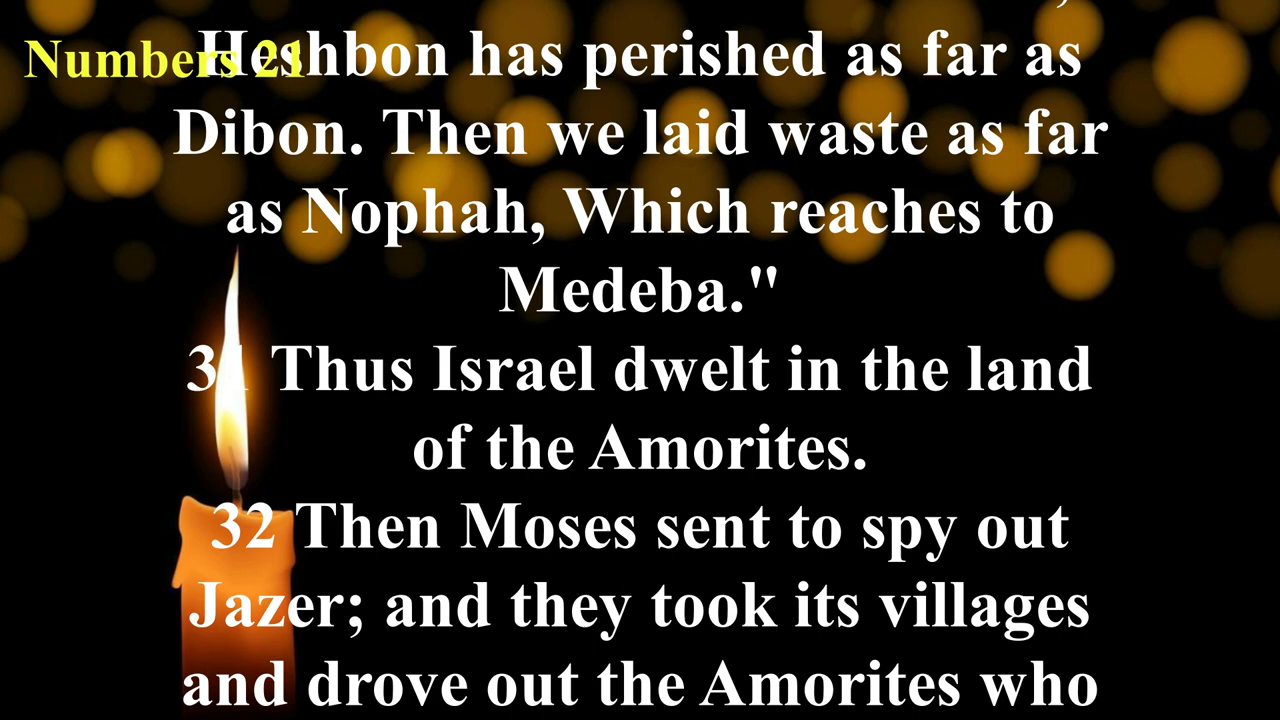 Numbers 21
Heshbon has perished as far as
Dibon. Then we laid waste as far
as Nophah, Which reaches to
Medeba."
31 Thus Israel dwelt in the land
of the Amorites.
32 Then Moses sent to spy out
Jazer; and they took its villages
and drove out the Amorites who